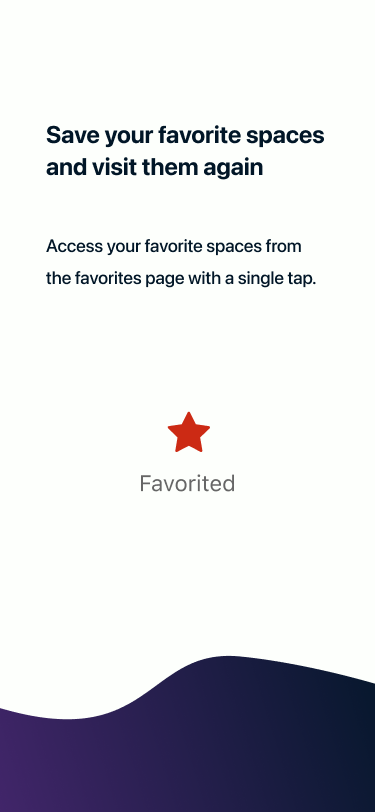 Save your favorite spaces
and visit them again
Access your favorite spaces from
the favorites page with a single tap.
Favorited